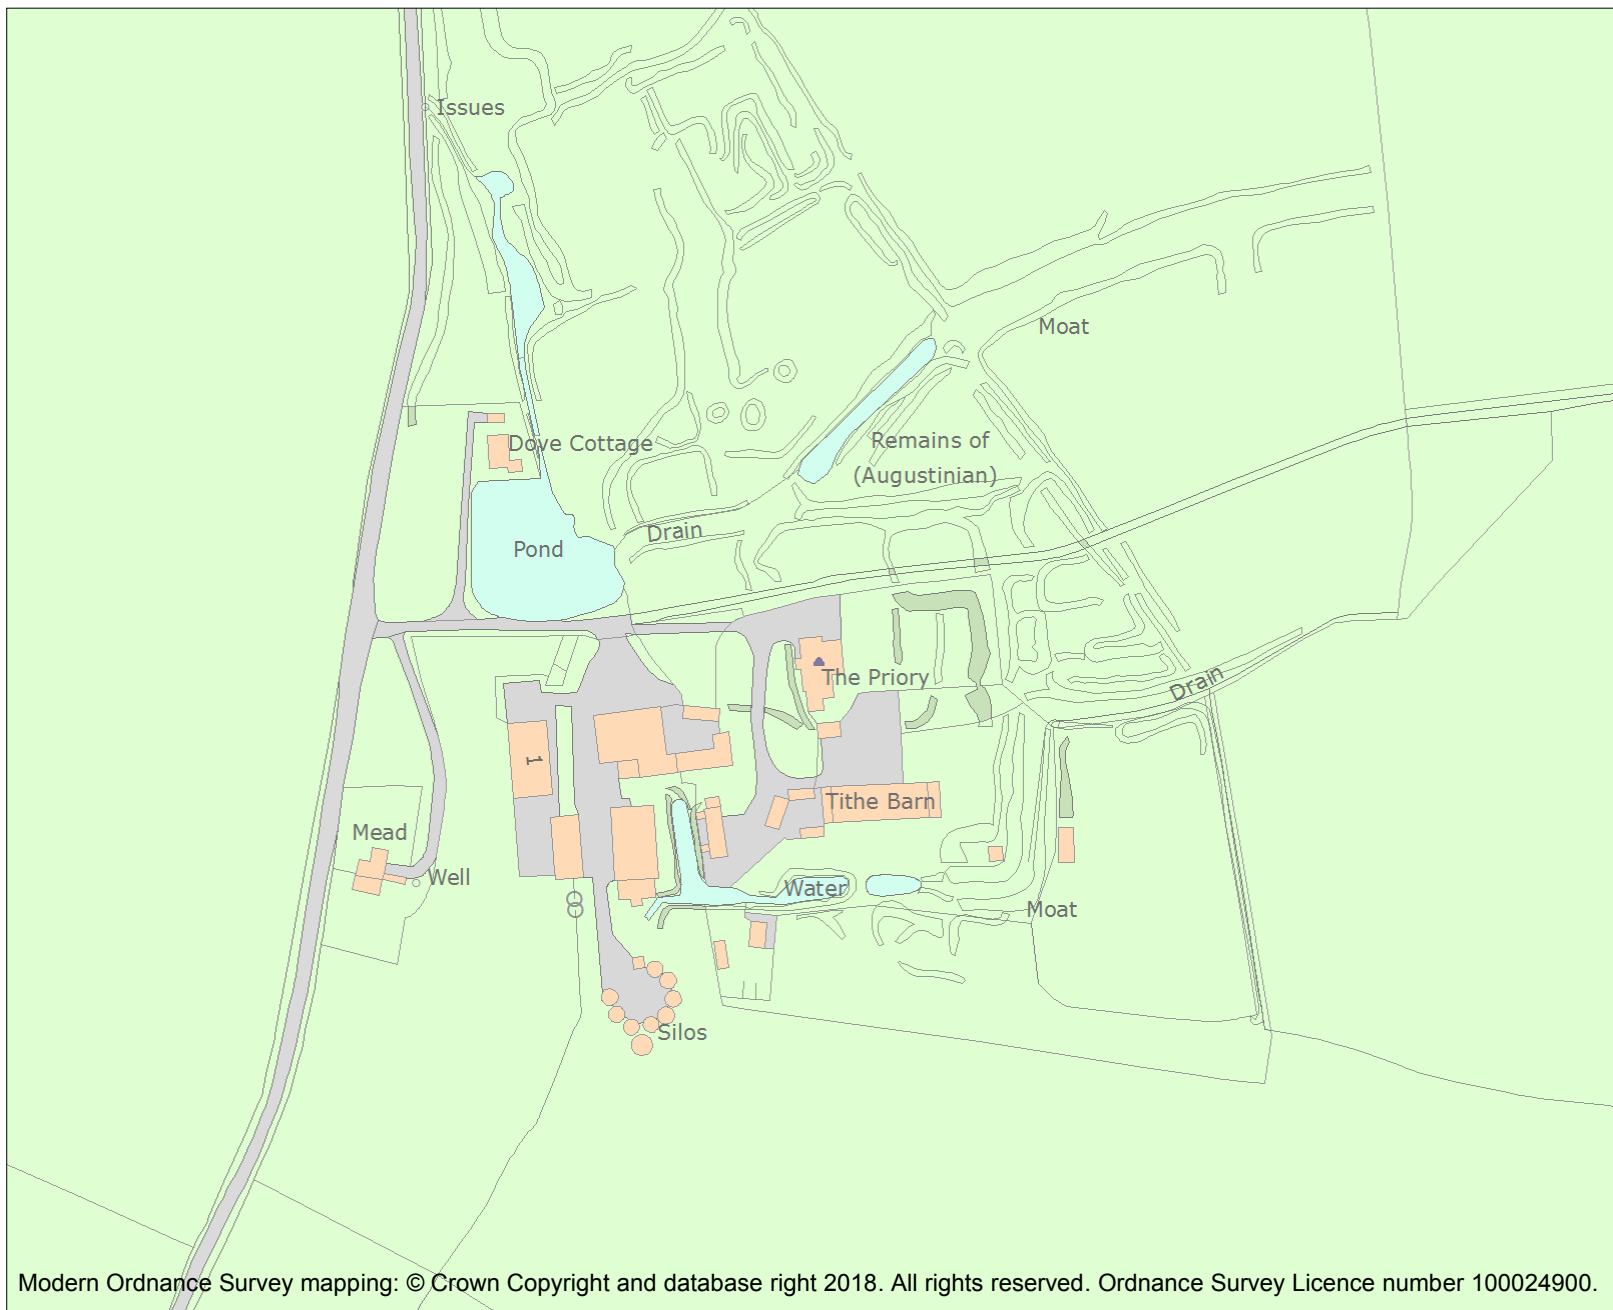 Issues
Moat
Dove Cottage
Remains of
(Augustinian)
Drain
Pond
The Priory
Drain
1
Tithe Barn
Mead
Well
Water
Moat
Silos
Modern Ordnance Survey mapping: © Crown Copyright and database right 2018. All rights reserved. Ordnance Survey Licence number 100024900.